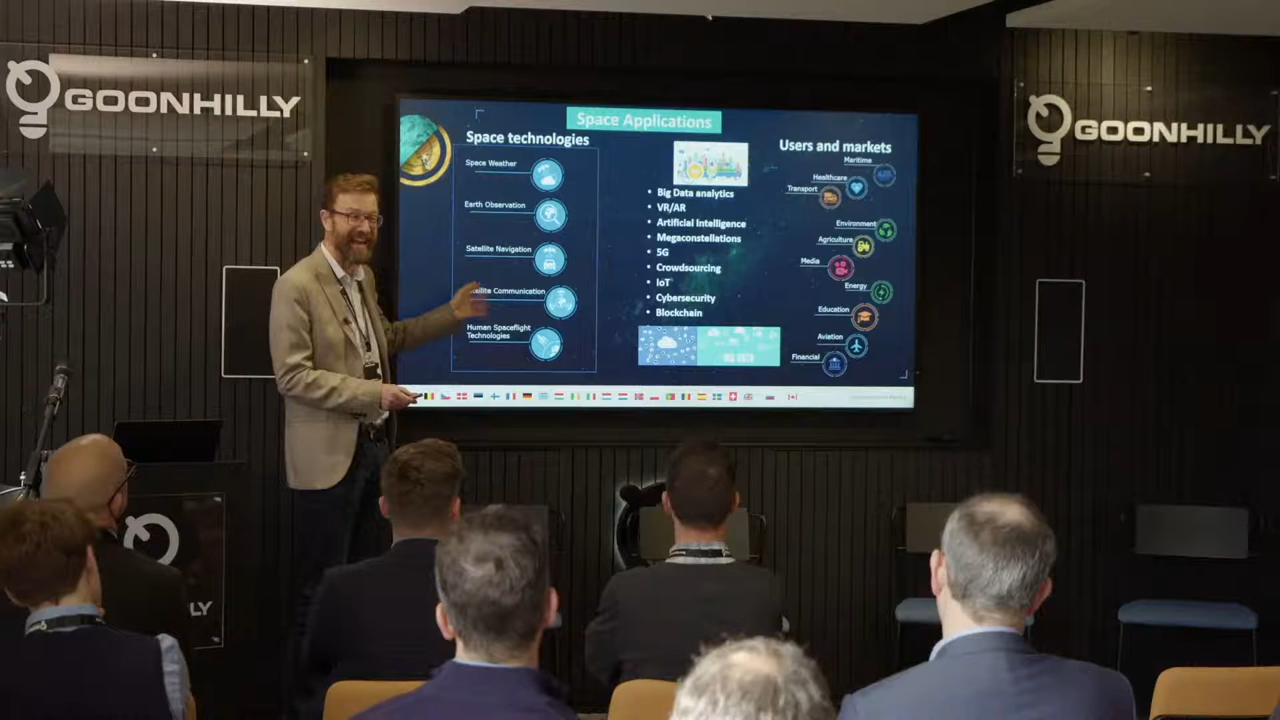 GOONHILLY
GOONHILLY
Space Applications
Space technologies
Space Weather
Earth Observation
Satellite Navigation
Communication
Human Spaceflight
Technologies
Big Data analytics
VR/AR
Artificial Intelligence
Megaconstellations
5G
Crowdsourcing
IoT
Cybersecurity
Blockchain
Users and markets
Maritime
Healthcare
Transport
Environment
Agriculture
Media
Energy
Education
Aviation
Financial
LY